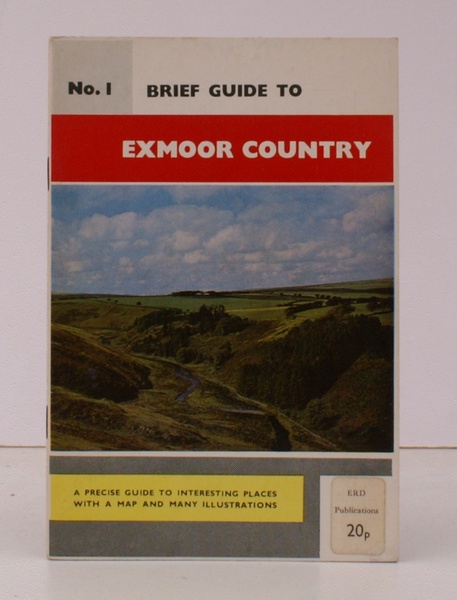 No. 1 BRIEF GUIDE TO
EXMOOR COUNTRY
A PRECISE GUIDE TO INTERESTING PLACES
WITH A MAP AND MANY ILLUSTRATIONS
ERD
Publications
20p